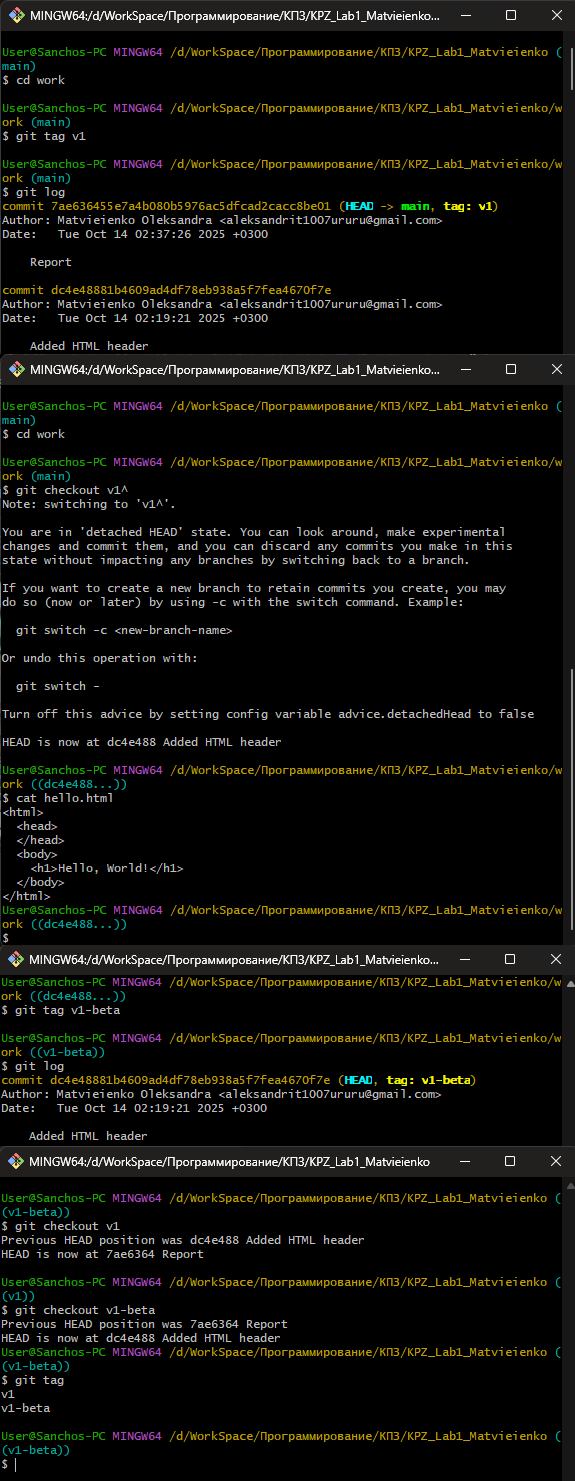 MINGW64:/d/WorkSpace/Программирование/КПЗ/KPZ_Lab1_Matvieienko...
User@Sanchos-PC MINGW64 /d/WorkSpace/Программирование/КПЗ/KPZ_Lab1_Matvieienko (
main)
$ cd work
User@Sanchos-PC MINGW64 /d/WorkSpace/Программирование/КПЗ/KPZ_Lab1_Matvieienko/w
ork (main)
$ git tag v1
User@Sanchos-PC MINGW64 /d/WorkSpace/Программирование/КПЗ/KPZ_Lab1_Matvieienko/w
ork (main)
$ git log
commit 7ae636455e7a4b080b5976ac5dfcad2cacc8be01 (HEAD -> main, tag: v1)
Author: Matvieienko Oleksandra <aleksandrit1007ururu@gmail.com>
Date:   Tue Oct 14 02:37:26 2025 +0300
    Report
commit dc4e48881b4609ad4df78eb938a5f7fea4670f7e
Author: Matvieienko Oleksandra <aleksandrit1007ururu@gmail.com>
Date:   Tue Oct 14 02:19:21 2025 +0300
    Added HTML header
MINGW64:/d/WorkSpace/Программирование/КПЗ/KPZ_Lab1_Matvieienko...
User@Sanchos-PC MINGW64 /d/WorkSpace/Программирование/КПЗ/KPZ_Lab1_Matvieienko (
main)
$ cd work
User@Sanchos-PC MINGW64 /d/WorkSpace/Программирование/КПЗ/KPZ_Lab1_Matvieienko/w
ork (main)
$ git checkout v1^
Note: switching to 'v1^'.
You are in 'detached HEAD' state. You can look around, make experimental
changes and commit them, and you can discard any commits you make in this
state without impacting any branches by switching back to a branch.
If you want to create a new branch to retain commits you create, you may
do so (now or later) by using -c with the switch command. Example:
  git switch -c <new-branch-name>
Or undo this operation with:
  git switch -
Turn off this advice by setting config variable advice.detachedHead to false
HEAD is now at dc4e488 Added HTML header
User@Sanchos-PC MINGW64 /d/WorkSpace/Программирование/КПЗ/KPZ_Lab1_Matvieienko/w
ork ((dc4e488...))
$ cat hello.html
<html>
  <head>
  </head>
  <body>
    <h1>Hello, World!</h1>
  </body>
</html>
User@Sanchos-PC MINGW64 /d/WorkSpace/Программирование/КПЗ/KPZ_Lab1_Matvieienko/w
ork ((dc4e488...))
$
MINGW64:/d/WorkSpace/Программирование/КПЗ/KPZ_Lab1_Matvieienko...
User@Sanchos-PC MINGW64 /d/WorkSpace/Программирование/КПЗ/KPZ_Lab1_Matvieienko/w
ork ((dc4e488...))
$ git tag v1-beta
User@Sanchos-PC MINGW64 /d/WorkSpace/Программирование/КПЗ/KPZ_Lab1_Matvieienko/w
ork ((v1-beta))
$ git log
commit dc4e48881b4609ad4df78eb938a5f7fea4670f7e (HEAD, tag: v1-beta)
Author: Matvieienko Oleksandra <aleksandrit1007ururu@gmail.com>
Date:   Tue Oct 14 02:19:21 2025 +0300
    Added HTML header
MINGW64:/d/WorkSpace/Программирование/КПЗ/KPZ_Lab1_Matvieienko
User@Sanchos-PC MINGW64 /d/WorkSpace/Программирование/КПЗ/KPZ_Lab1_Matvieienko (
(v1-beta))
$ git checkout v1
Previous HEAD position was dc4e488 Added HTML header
HEAD is now at 7ae6364 Report
User@Sanchos-PC MINGW64 /d/WorkSpace/Программирование/КПЗ/KPZ_Lab1_Matvieienko (
(v1))
$ git checkout v1-beta
Previous HEAD position was 7ae6364 Report
HEAD is now at dc4e488 Added HTML header
User@Sanchos-PC MINGW64 /d/WorkSpace/Программирование/КПЗ/KPZ_Lab1_Matvieienko (
(v1-beta))
$ git tag
v1
v1-beta
User@Sanchos-PC MINGW64 /d/WorkSpace/Программирование/КПЗ/KPZ_Lab1_Matvieienko (
(v1-beta))
$